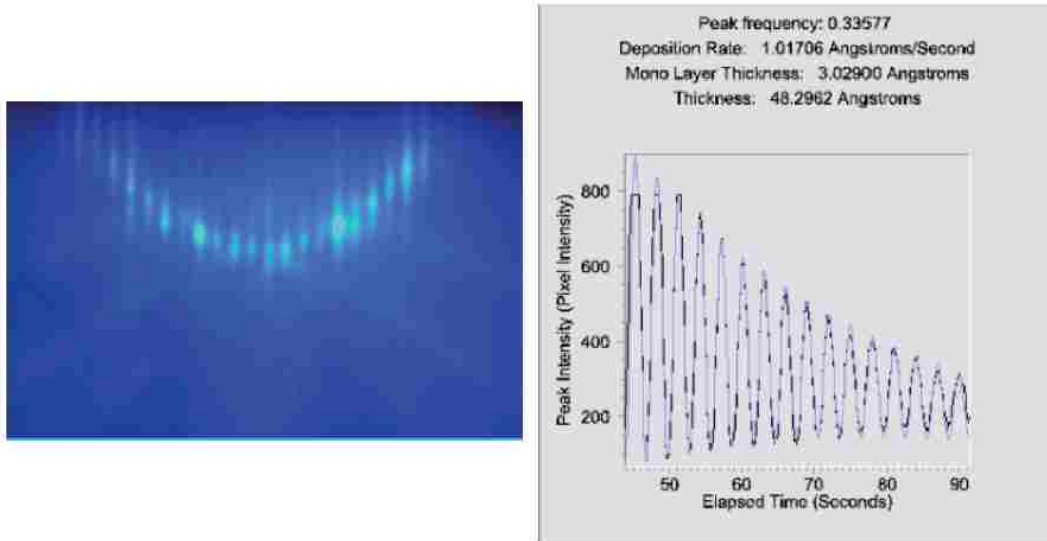 Peak frequency: 0.33577
Deposition Rate: 1.01706 Angstroms/Second
Mono Layer Thickness: 3.02900 Angstroms
Thickness: 48.2962 Angstroms
Peak Intensity (Pixel Intensity)
800
600
400
200
50 60 70 80 90
Elapsed Time (Seconds)